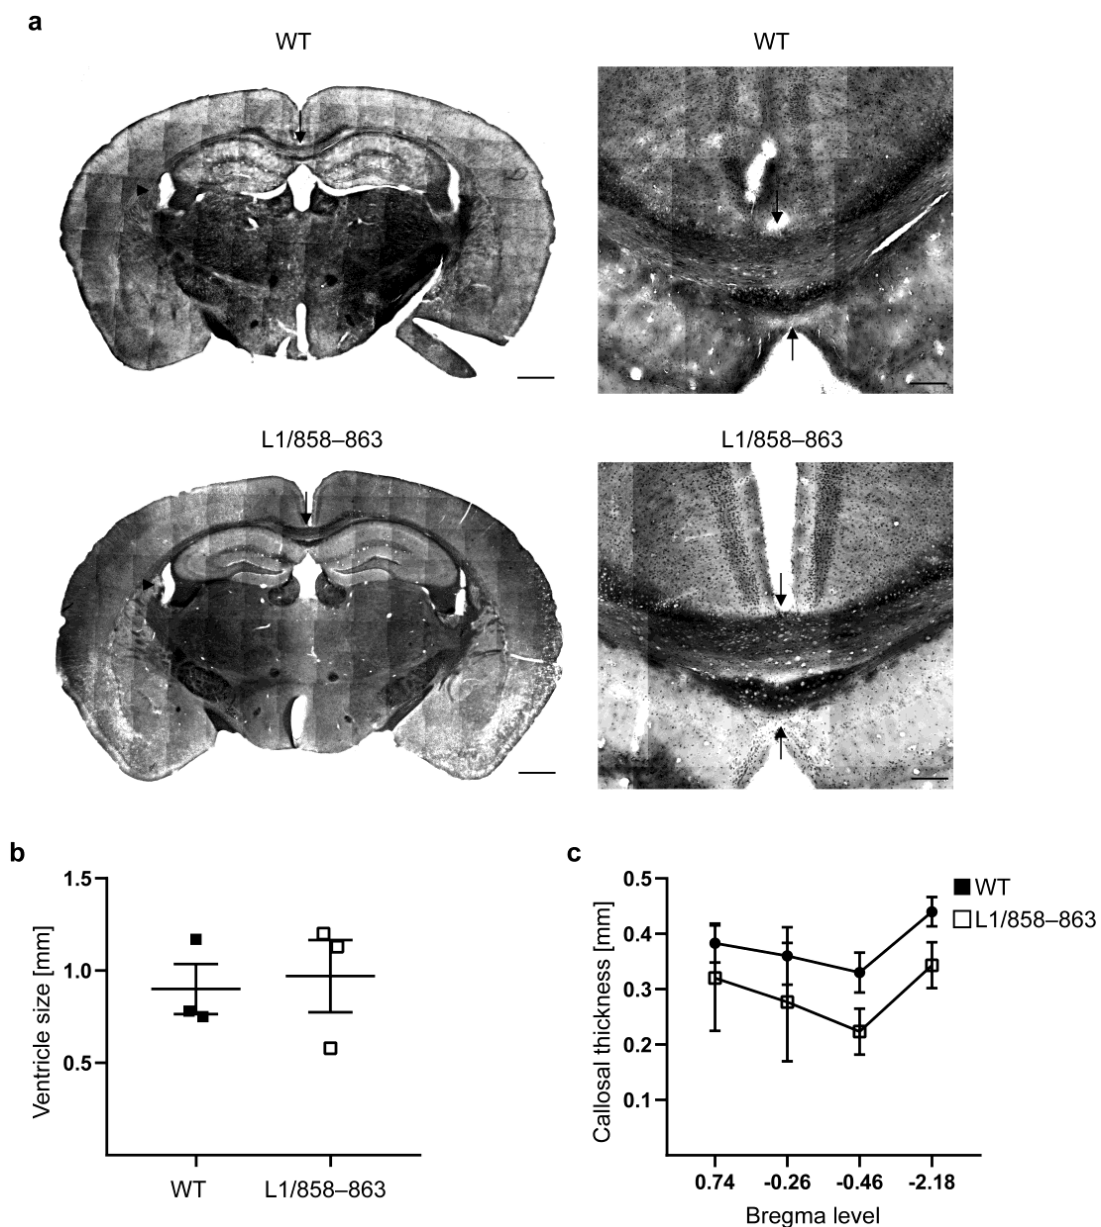 a
WT
WT
L1/858–863
L1/858–863
b
1.5
1.0
0.5
Ventricle size [mm]
WT
L1/858–863
c
0.5
0.4
0.3
0.2
0.1
Callosal thickness [mm]
WT
L1/858–863
0.74
-0.26
-0.46
-2.18
Bregma level